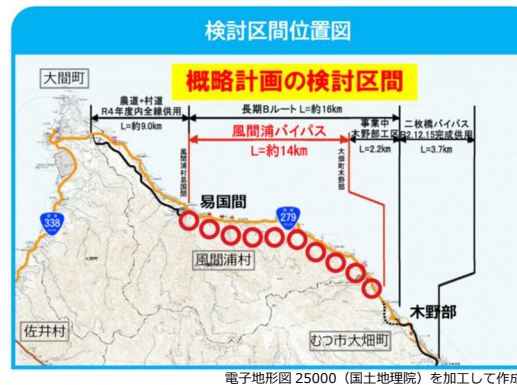 検討区間位置図
概略計画の検討区間
大間町
農道+村道
R4年度内全線供用
L=約9.0km
長期Bルート L=約16km
風間浦バイパス
L=約14km
事業中
木野部工区
L=2.2km
二枚橋バイパス
R2.12.15完成供用
L=3.7km
風間浦村易国間
大畑町木野部
易国間
279
338
風間浦村
佐井村
木野部
むつ市大畑町
電子地形図 25000（国土地理院）を加工して作成